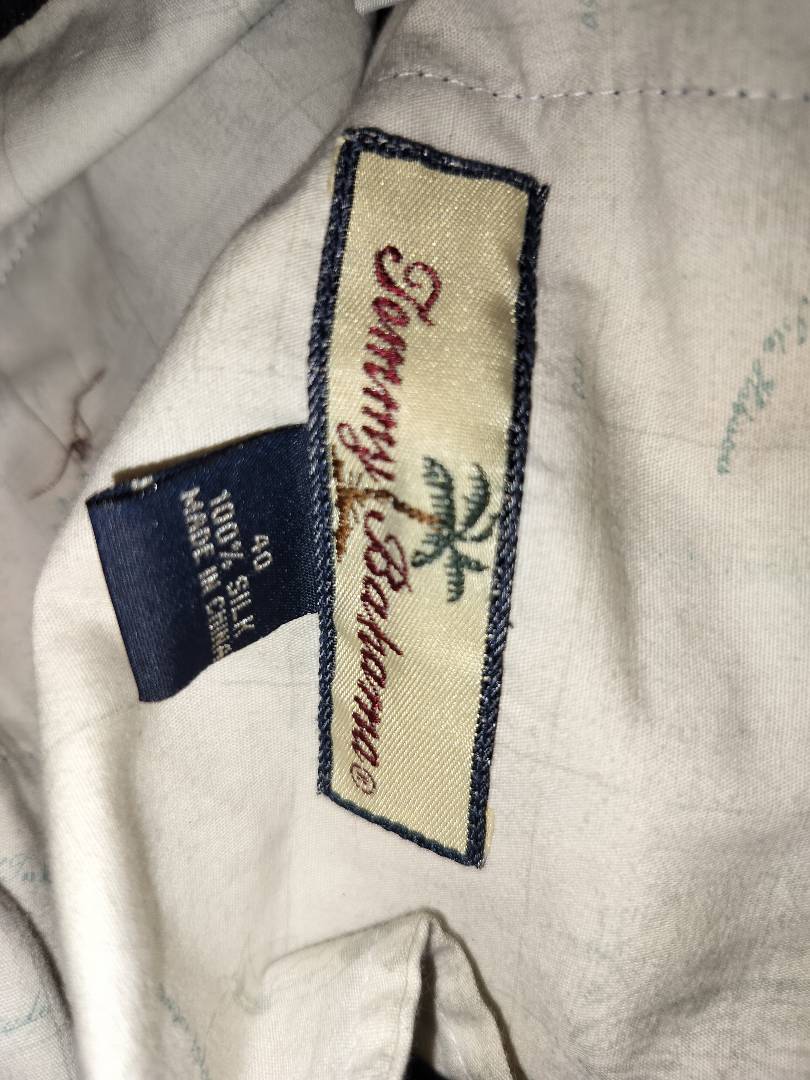 Tommy Bahama®
40
100% SILK
MADE IN CHINA